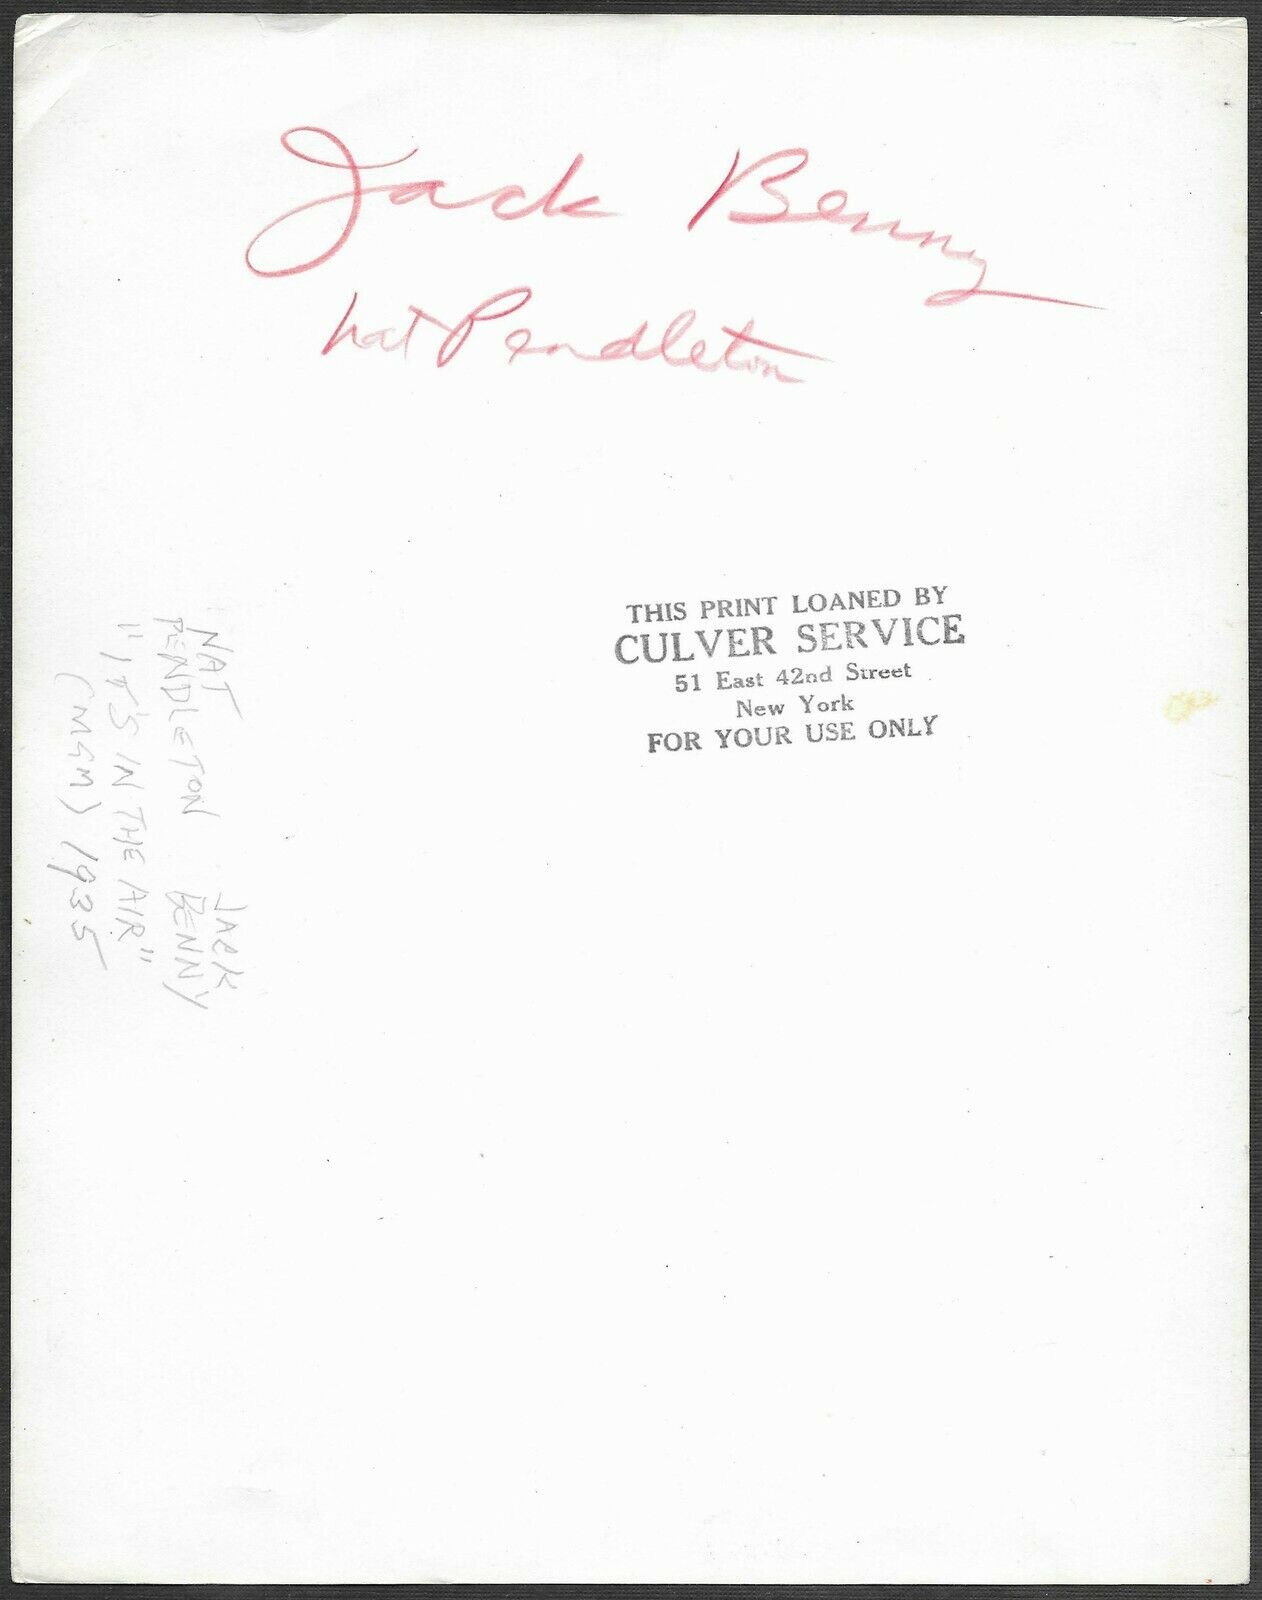 Jack Benny
Nat Pendleton
THIS PRINT LOANED BY
CULVER SERVICE
51 East 42nd Street
New York
FOR YOUR USE ONLY
NAT JACK
PENDLETON BENNY
"IT'S IN THE AIR"
(MGM) 1935